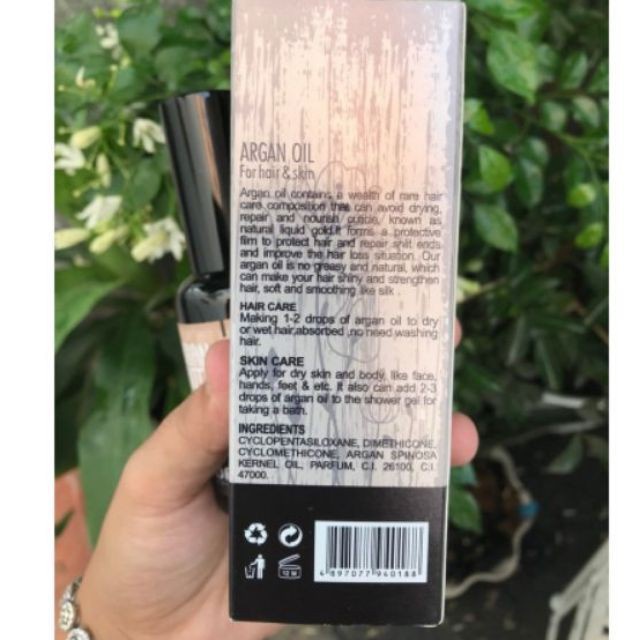 ARGAN OIL
For hair & skin
Argan oil contains a wealth of rare hair
care composition that can avoid drying,
repair and nourish cuticle, known as
natural liquid gold.It forms a protective
film to protect hair and repair split ends
and improve the hair loss situation. Our
argan oil is no greasy and natural, which
can make your hair shiny and strengthen
hair, soft and smoothing like silk .
HAIR CARE
Making 1-2 drops of argan oil to dry
or wet hair,absorbed ,no need washing
hair.
SKIN CARE
Apply for dry skin and body, like face,
hands, feet & etc. It also can add 2-3
drops of argan oil to the shower gel for
taking a bath.
INGREDIENTS
CYCLOPENTASILOXANE, DIMETHICONE,
CYCLOMETHICONE, ARGAN SPINOSA
KERNEL OIL, PARFUM, C.I. 26100, C.I.
47000.
12 M
4 897077 940188